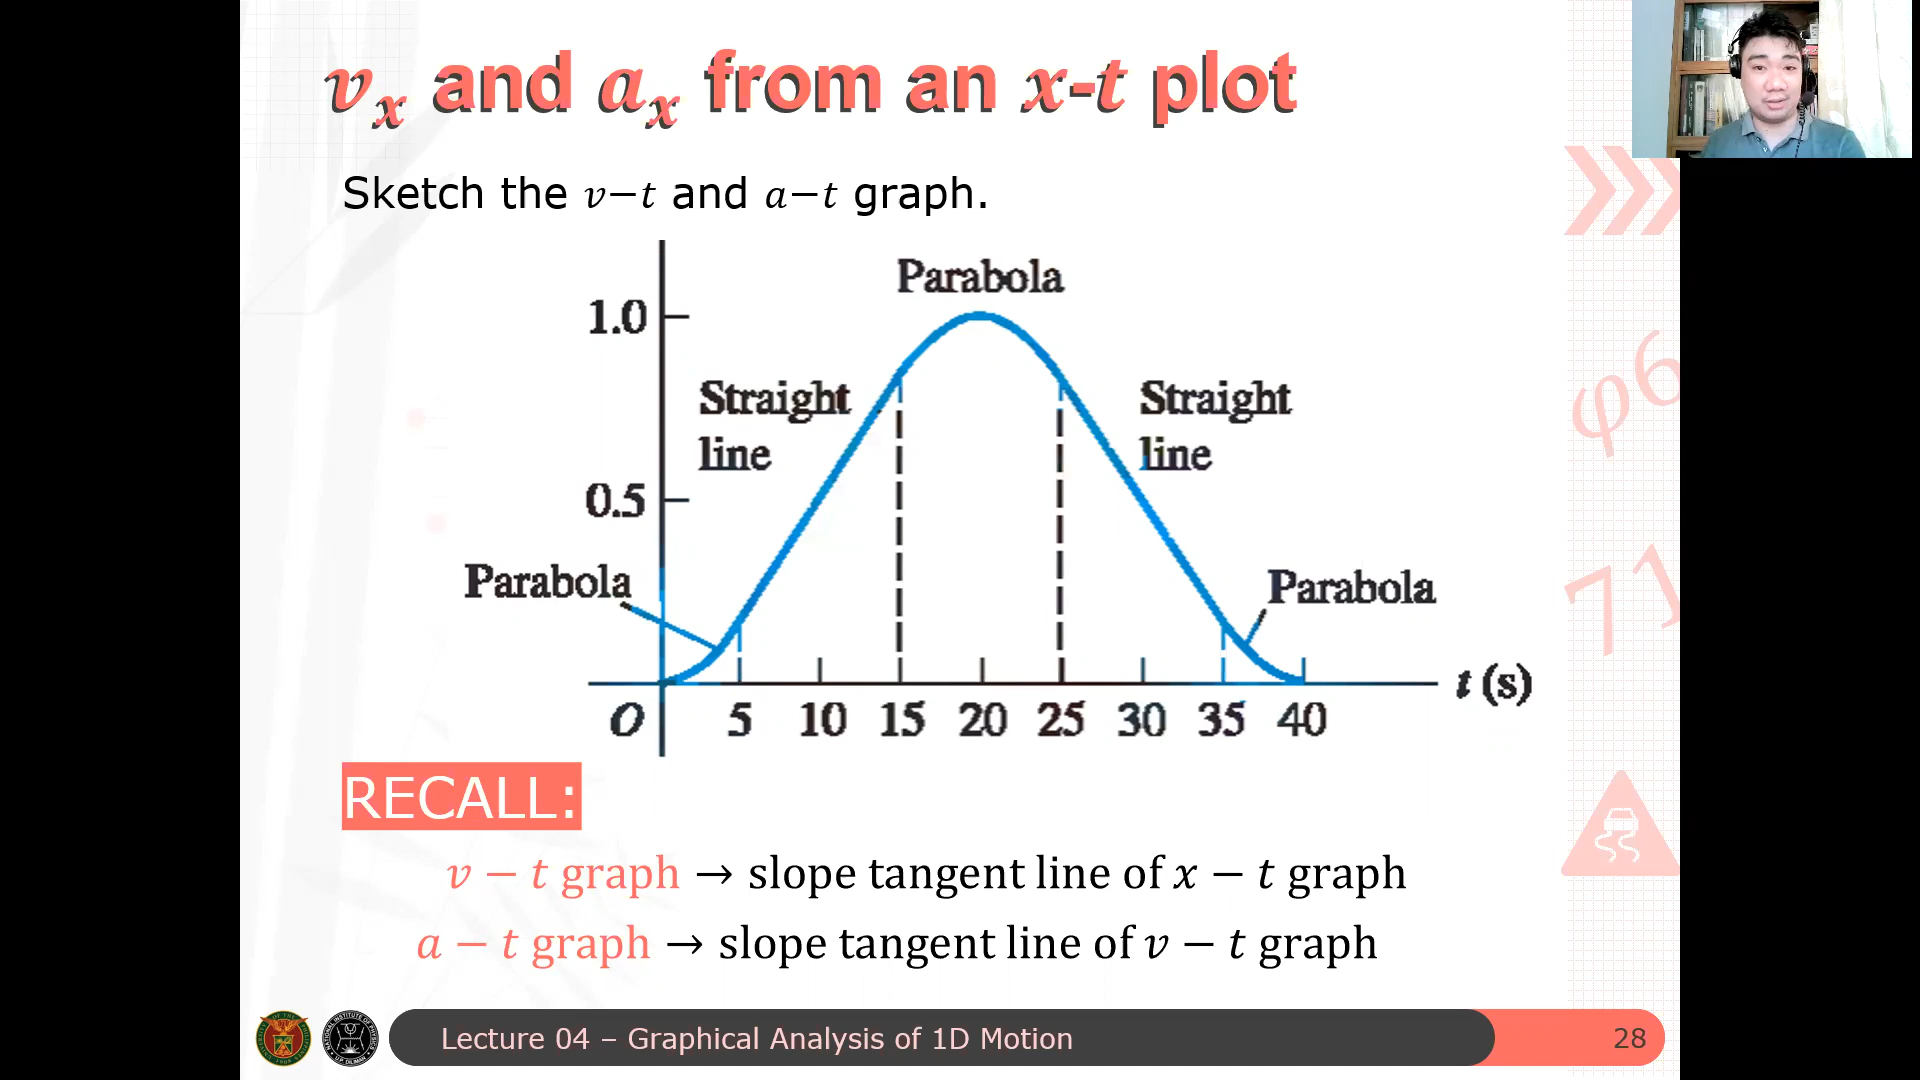 vₓ and aₓ from an x-t plot
Sketch the v−t and a−t graph.
Parabola
1.0
Straight
line
Straight
line
0.5
Parabola
Parabola
t (s)
O 5 10 15 20 25 30 35 40
RECALL:
v − t graph → slope tangent line of x − t graph
a − t graph → slope tangent line of v − t graph
φ6
71
Lecture 04 – Graphical Analysis of 1D Motion
28